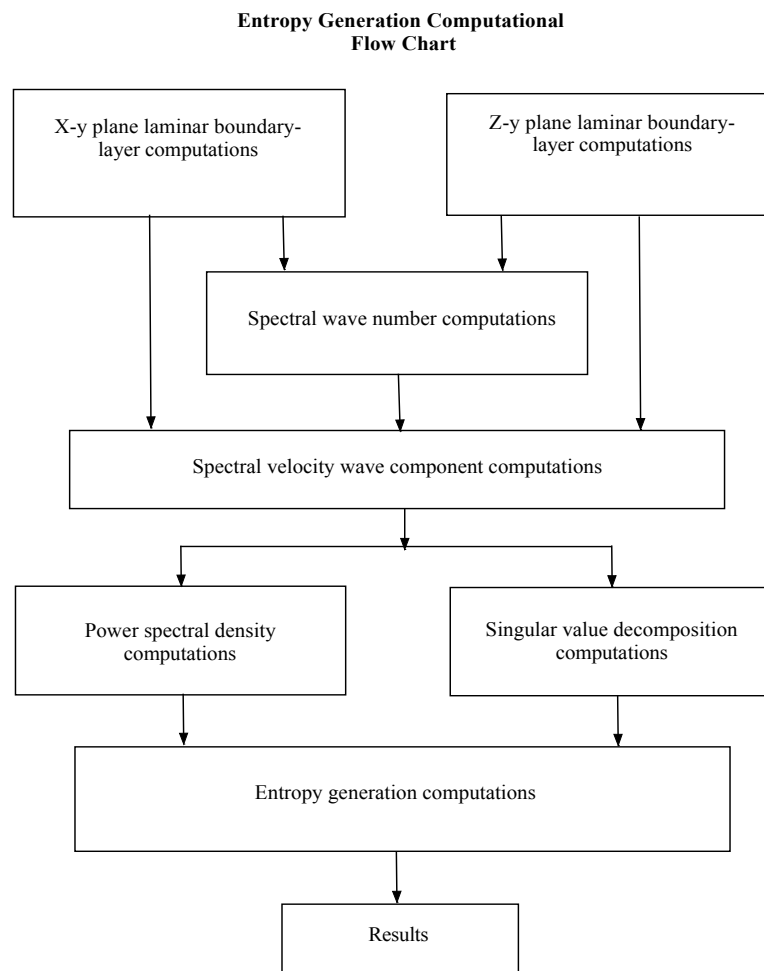 Entropy Generation Computational
Flow Chart
X-y plane laminar boundary-
layer computations
Z-y plane laminar boundary-
layer computations
Spectral wave number computations
Spectral velocity wave component computations
Power spectral density
computations
Singular value decomposition
computations
Entropy generation computations
Results